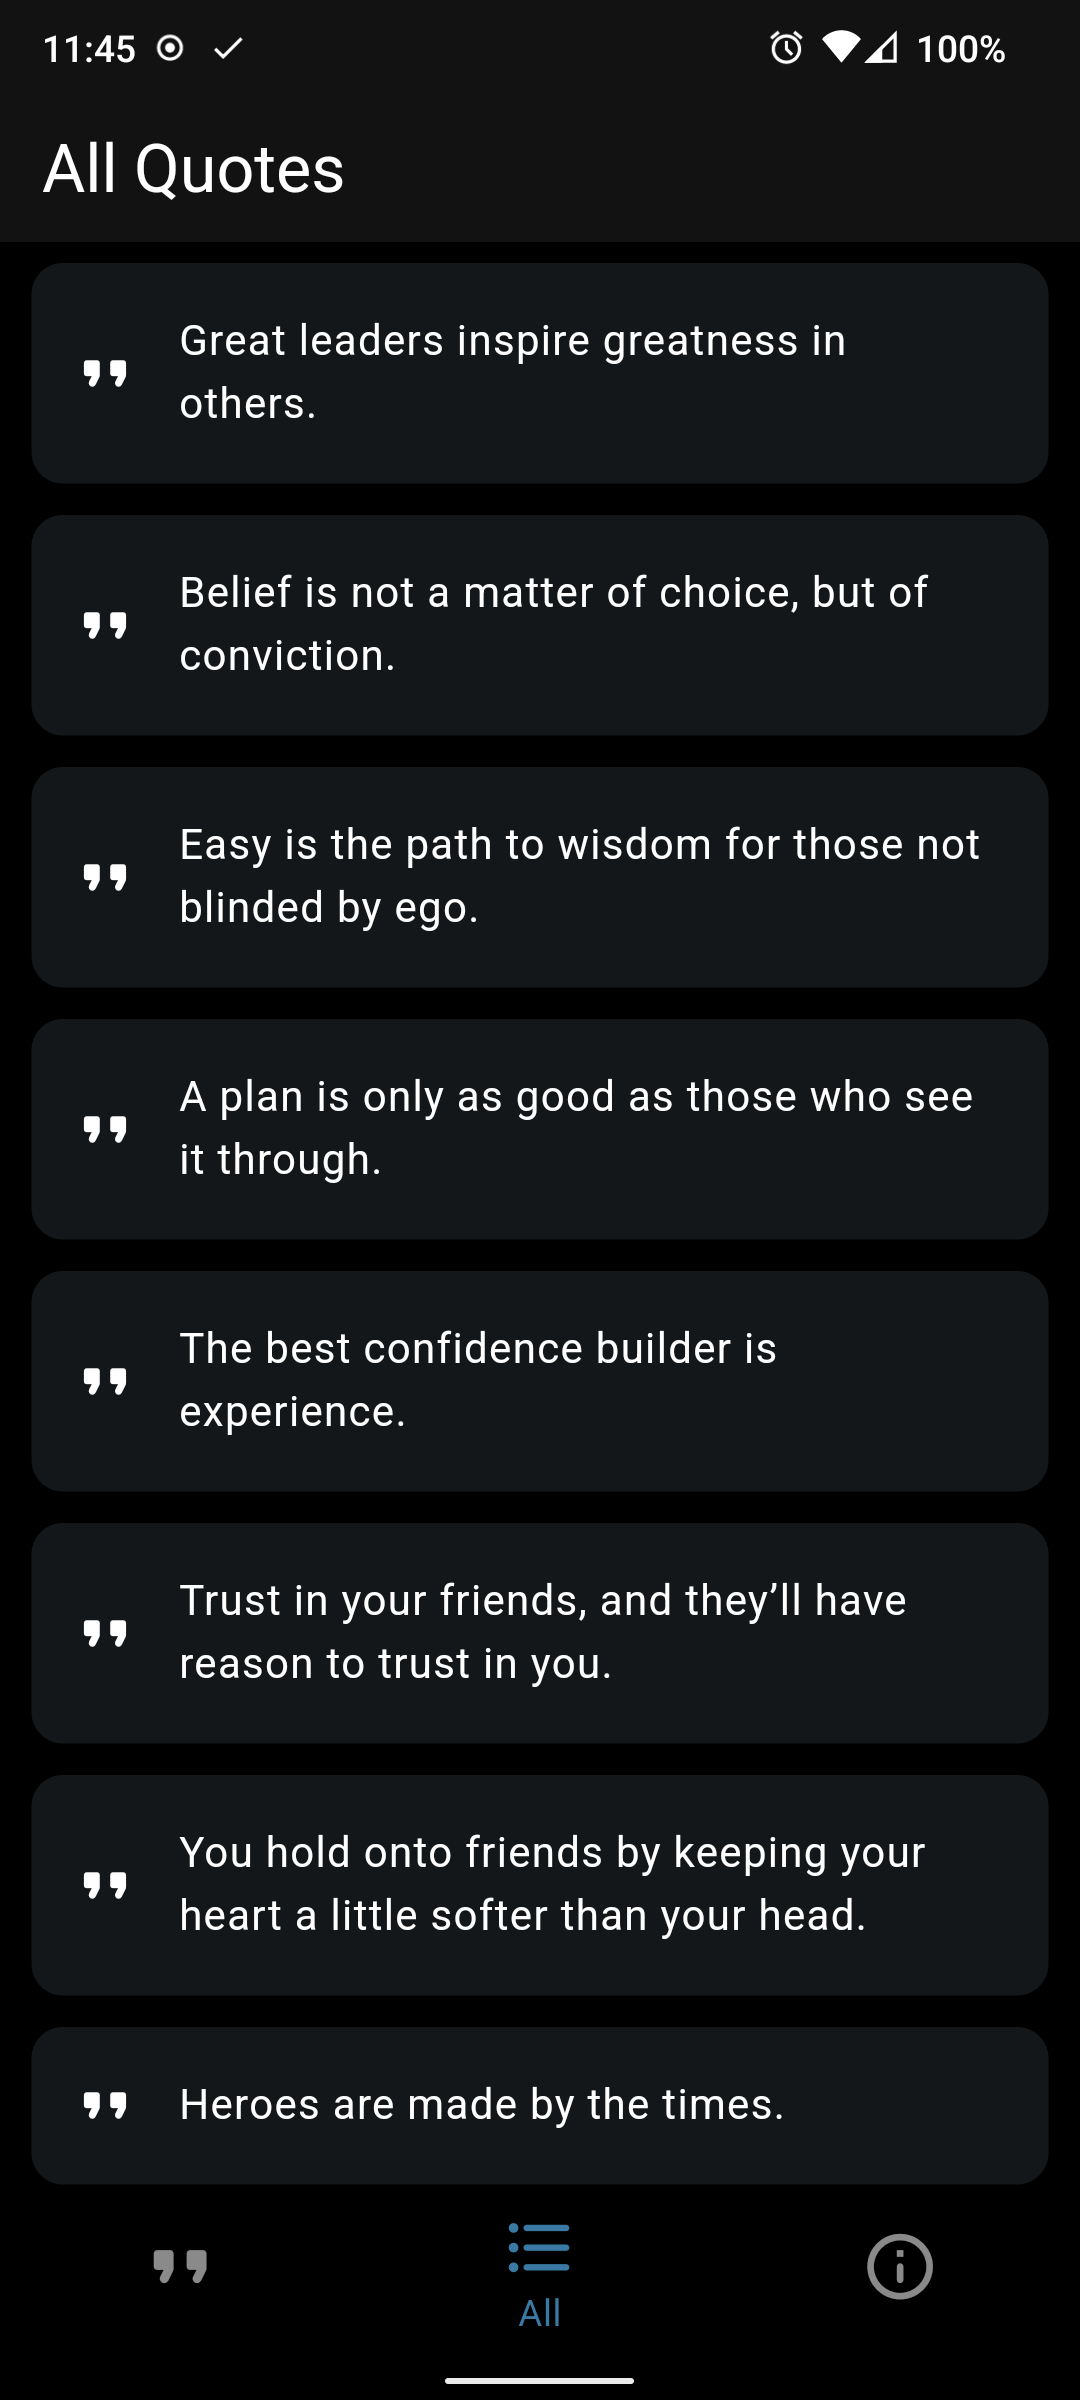 11:45
100%
All Quotes
Great leaders inspire greatness in
others.
Belief is not a matter of choice, but of
conviction.
Easy is the path to wisdom for those not
blinded by ego.
A plan is only as good as those who see
it through.
The best confidence builder is
experience.
Trust in your friends, and they’ll have
reason to trust in you.
You hold onto friends by keeping your
heart a little softer than your head.
Heroes are made by the times.
All